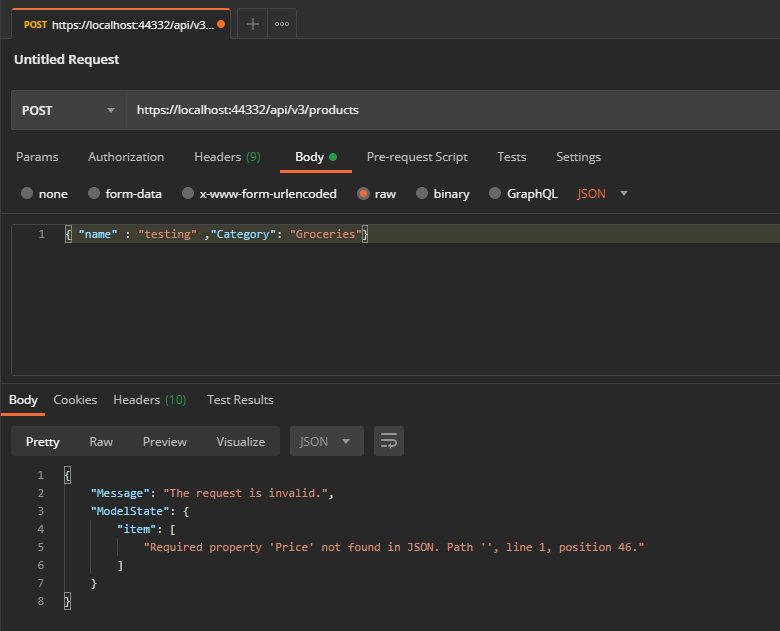 POST https://localhost:44332/api/v3...
Untitled Request
POST https://localhost:44332/api/v3/products
Params Authorization Headers (9) Body Pre-request Script Tests Settings
none form-data x-www-form-urlencoded raw binary GraphQL JSON
1 { "name" : "testing" ,"Category": "Groceries"}
Body Cookies Headers (10) Test Results
Pretty Raw Preview Visualize JSON
1 {
2 "Message": "The request is invalid.",
3 "ModelState": {
4 "item": [
5 "Required property 'Price' not found in JSON. Path '', line 1, position 46."
6 ]
7 }
8 }